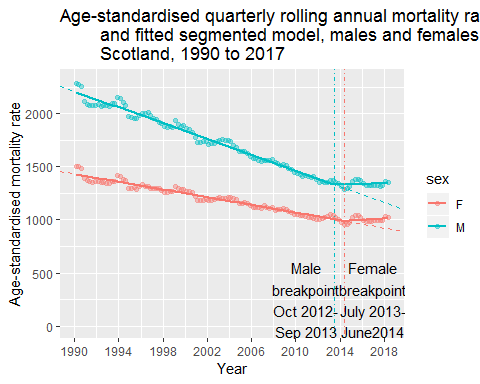 Age-standardised quarterly rolling annual mortality ra
and fitted segmented model, males and females
Scotland, 1990 to 2017
Age-standardised mortality rate
2000
1500
1000
500
0
Male
breakpoint
Oct 2012-
Sep 2013
Female
breakpoint
July 2013-
June2014
1990
1994
1998
2002
2006
2010
2014
2018
Year
sex
F
M